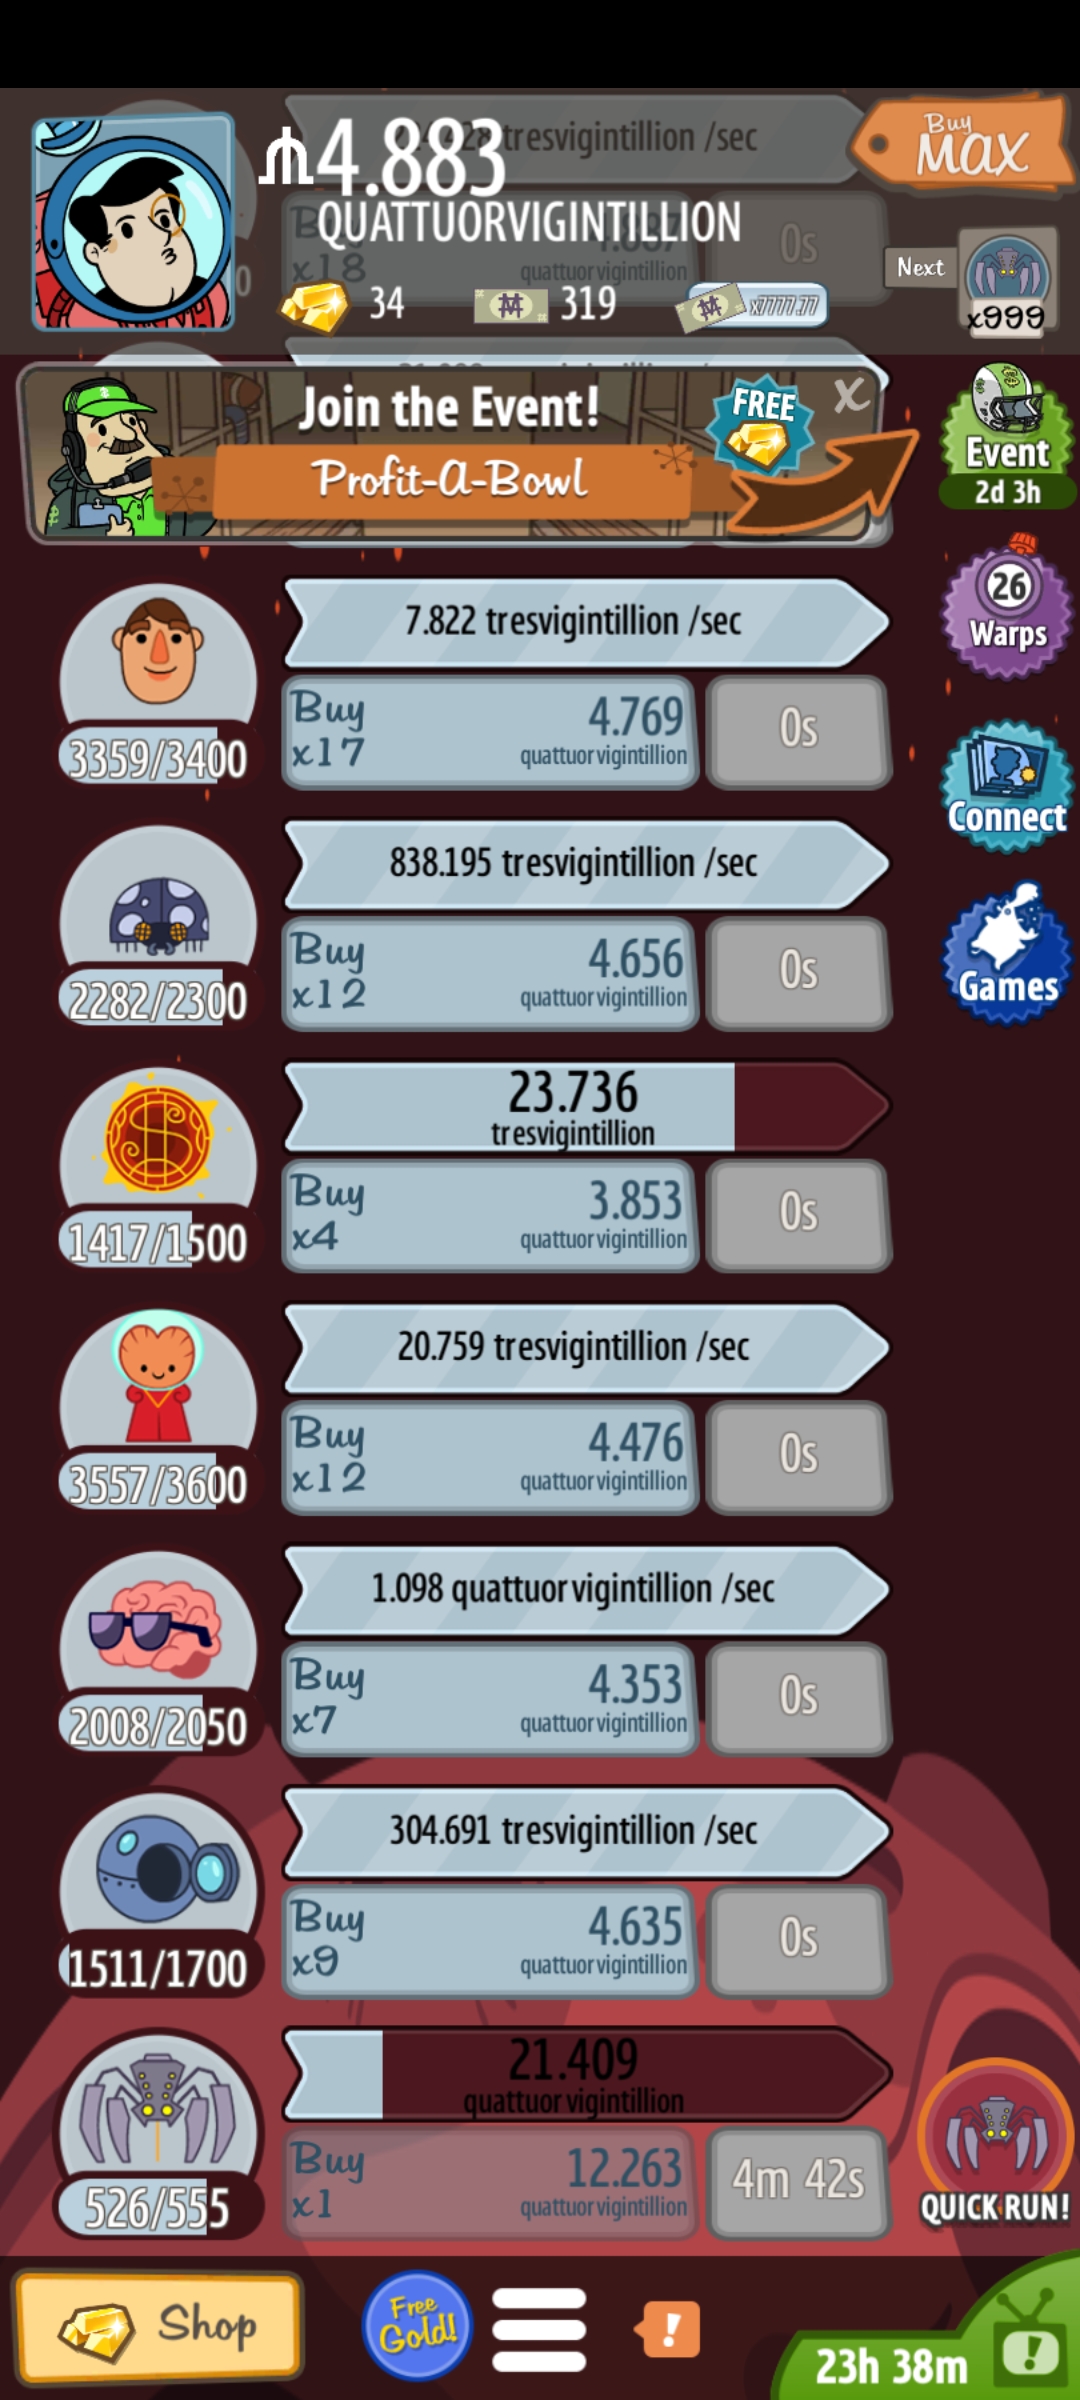 4.883
QUATTUORVIGINTILLION
34
319
x7777.77
Buy
MAX
Next
x999
tresvigintillion /sec
Buy
x18
quattuorvigintillion
0s
Join the Event!
Profit-A-Bowl
FREE
X
Event
2d 3h
26
Warps
Connect
Games
7.822 tresvigintillion /sec
3359/3400
Buy
x17
4.769
quattuorvigintillion
0s
838.195 tresvigintillion /sec
2282/2300
Buy
x12
4.656
quattuorvigintillion
0s
23.736
tresvigintillion
1417/1500
Buy
x4
3.853
quattuorvigintillion
0s
20.759 tresvigintillion /sec
3557/3600
Buy
x12
4.476
quattuorvigintillion
0s
1.098 quattuorvigintillion /sec
2008/2050
Buy
x7
4.353
quattuorvigintillion
0s
304.691 tresvigintillion /sec
1511/1700
Buy
x9
4.635
quattuorvigintillion
0s
21.409
quattuorvigintillion
526/555
Buy
x1
12.263
quattuorvigintillion
4m 42s
QUICK RUN!
Shop
Free
Gold!
!
23h 38m
!